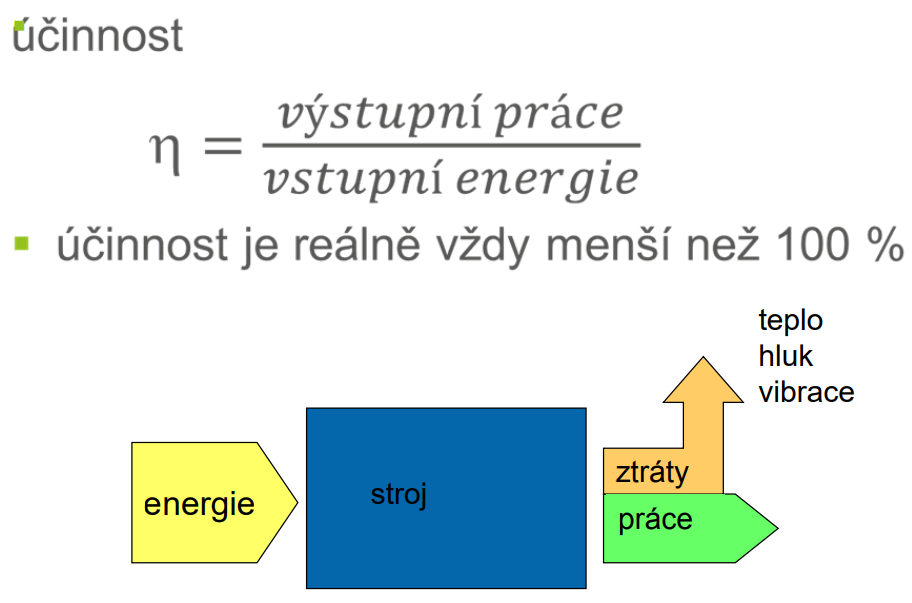 účinnost
η = výstupní práce / vstupní energie
účinnost je reálně vždy menší než 100 %
teplo
hluk
vibrace
energie
stroj
ztráty
práce